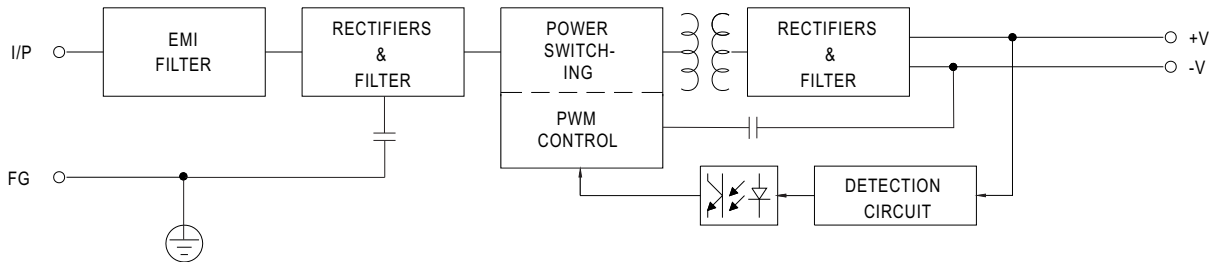 I/P
EMI
FILTER
RECTIFIERS
&
FILTER
POWER
SWITCH-
ING
PWM
CONTROL
RECTIFIERS
&
FILTER
+V
-V
FG
DETECTION
CIRCUIT